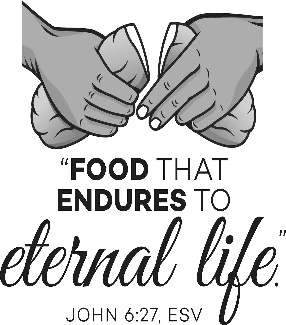 “FOOD THAT
ENDURES TO
eternal life.”
JOHN 6:27, ESV